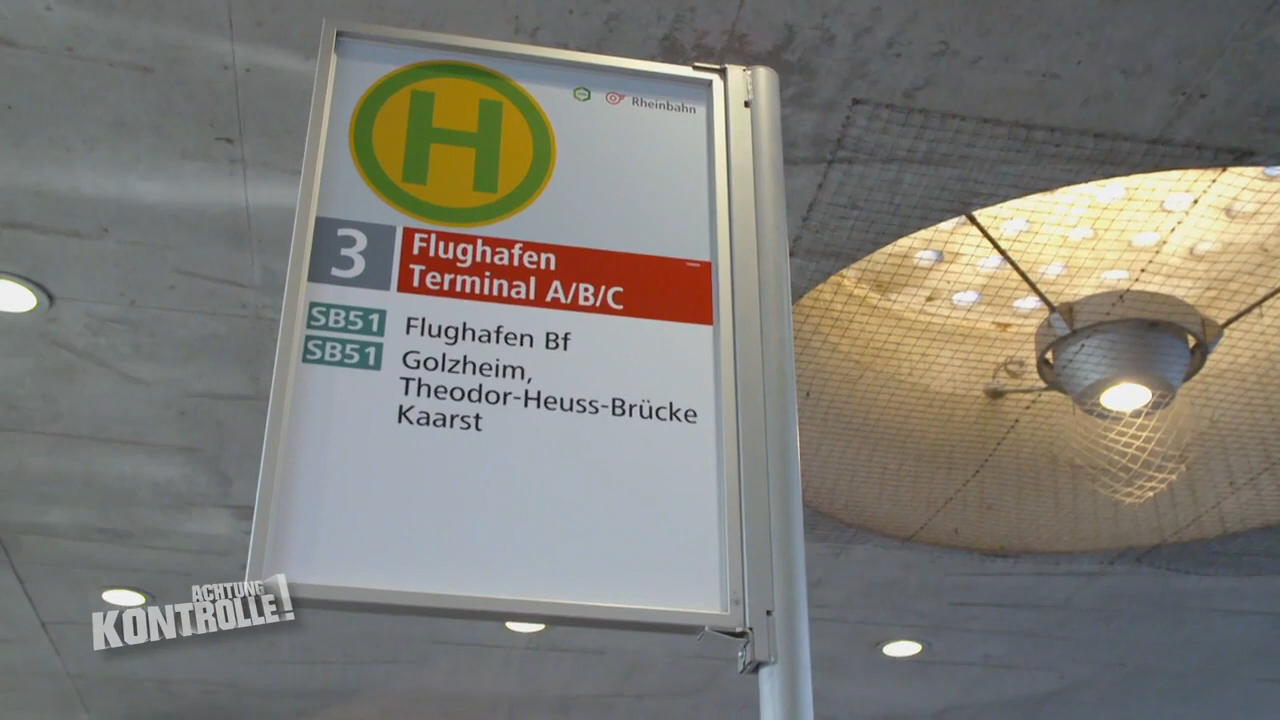 H
Rheinbahn
3
Flughafen
Terminal A/B/C
SB51 Flughafen Bf
SB51 Golzheim,
Theodor-Heuss-Brücke
Kaarst
ACHTUNG
KONTROLLE!